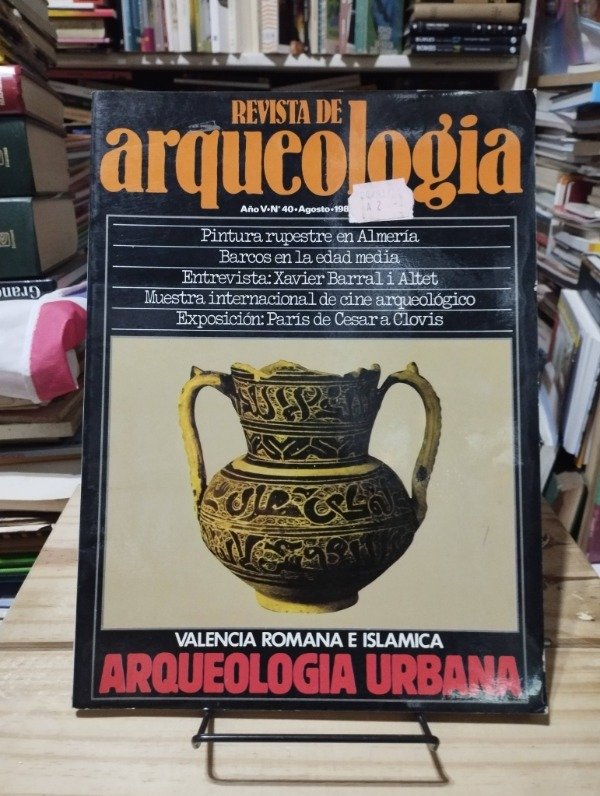 REVISTA DE
arqueologia
Año V•Nº 40•Agosto•198
Pintura rupestre en Almería
Barcos en la edad media
Entrevista: Xavier Barral i Altet
Muestra internacional de cine arqueológico
Exposición: París de Cesar a Clovis
VALENCIA ROMANA E ISLAMICA
ARQUEOLOGIA URBANA